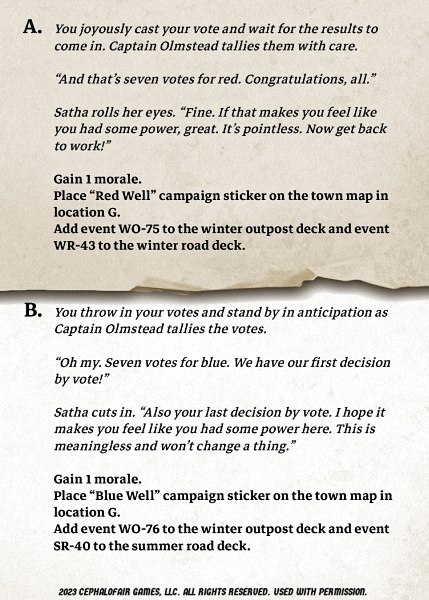 A. You joyously cast your vote and wait for the results to
come in. Captain Olmstead tallies them with care.
“And that’s seven votes for red. Congratulations, all.”
Satha rolls her eyes. “Fine. If that makes you feel like
you had some power, great. It’s pointless. Now get back
to work!”
Gain 1 morale.
Place “Red Well” campaign sticker on the town map in
location G.
Add event WO-75 to the winter outpost deck and event
WR-43 to the winter road deck.
B. You throw in your votes and stand by in anticipation as
Captain Olmstead tallies the votes.
“Oh my. Seven votes for blue. We have our first decision
by vote!”
Satha cuts in. “Also your last decision by vote. I hope it
makes you feel like you had some power here. This is
meaningless and won’t change a thing.”
Gain 1 morale.
Place “Blue Well” campaign sticker on the town map in
location G.
Add event WO-76 to the winter outpost deck and event
SR-40 to the summer road deck.
2023 CEPHALOFAIR GAMES, LLC. ALL RIGHTS RESERVED. USED WITH PERMISSION.